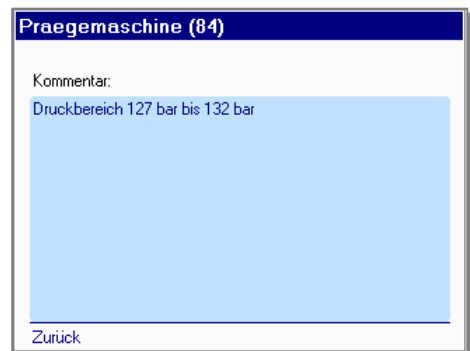 Praegemaschine (84)
Kommentar:
Druckbereich 127 bar bis 132 bar
Zurück